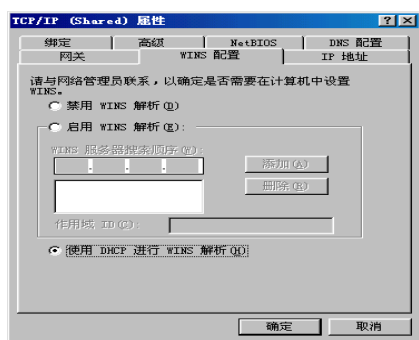 TCP/IP (Shared) 属性
绑定 高级 NetBIOS DNS 配置
网关 WINS 配置 IP 地址
请与网络管理员联系，以确定是否需要在计算机中设置
WINS。
禁用 WINS 解析(D)
启用 WINS 解析(E):
WINS 服务器搜索顺序(W):
添加(A)
删除(R)
作用域 ID(C):
使用 DHCP 进行 WINS 解析(H)
确定 取消